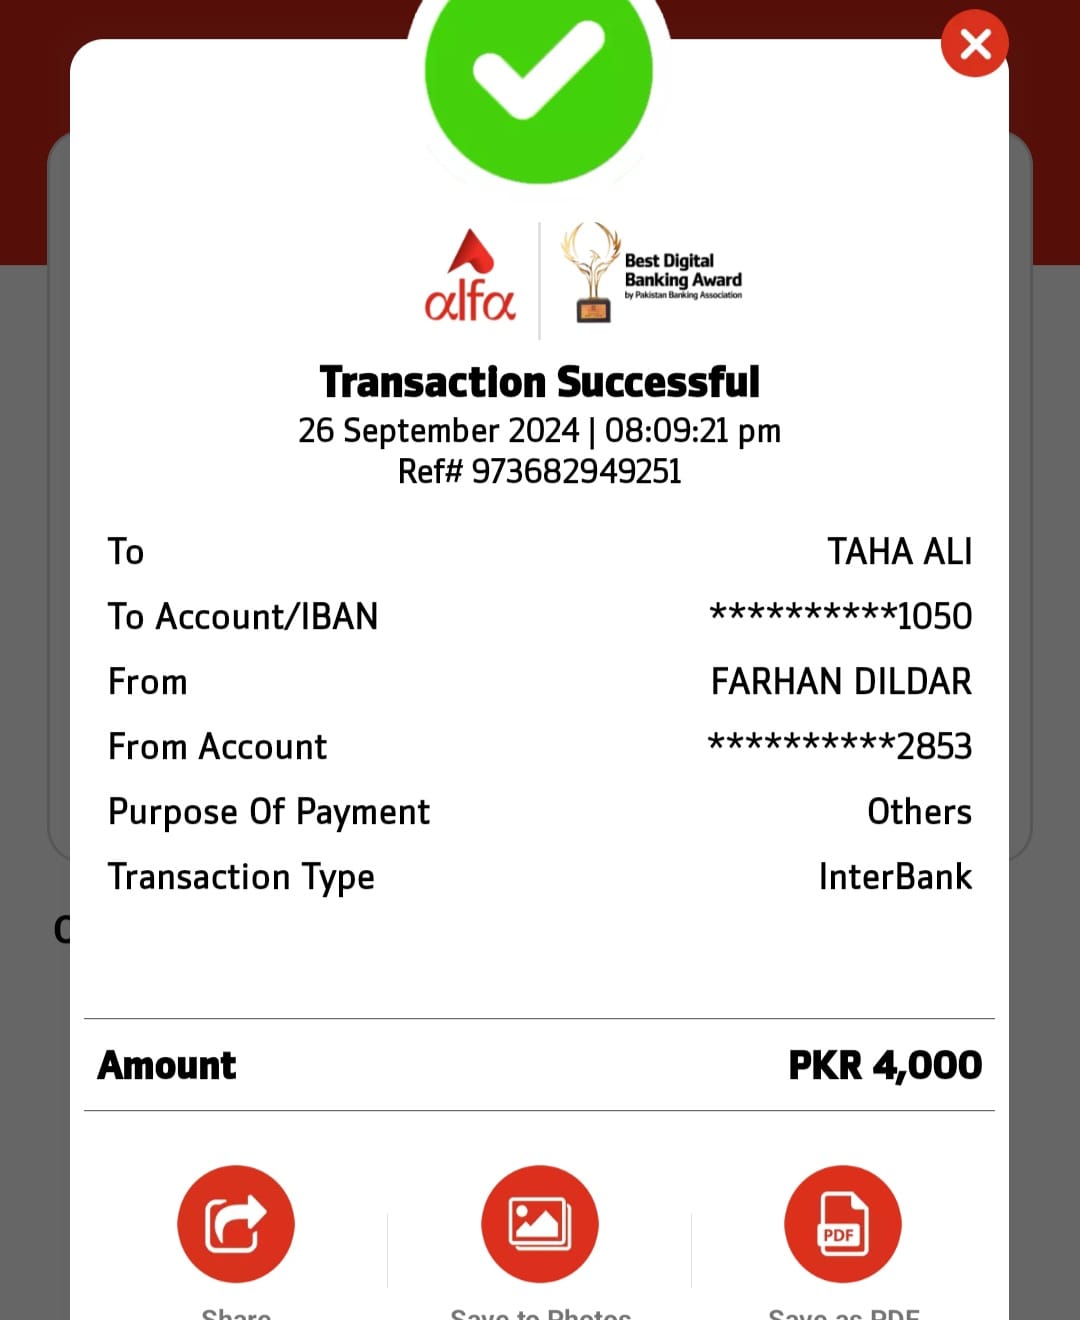 alfa
Best Digital
Banking Award
by Pakistan Banking Association
Transaction Successful
26 September 2024 | 08:09:21 pm
Ref# 973682949251
To TAHA ALI
To Account/IBAN **********1050
From FARHAN DILDAR
From Account **********2853
Purpose Of Payment Others
Transaction Type InterBank
Amount PKR 4,000
PDF
Share Save to Photos Save as PDF